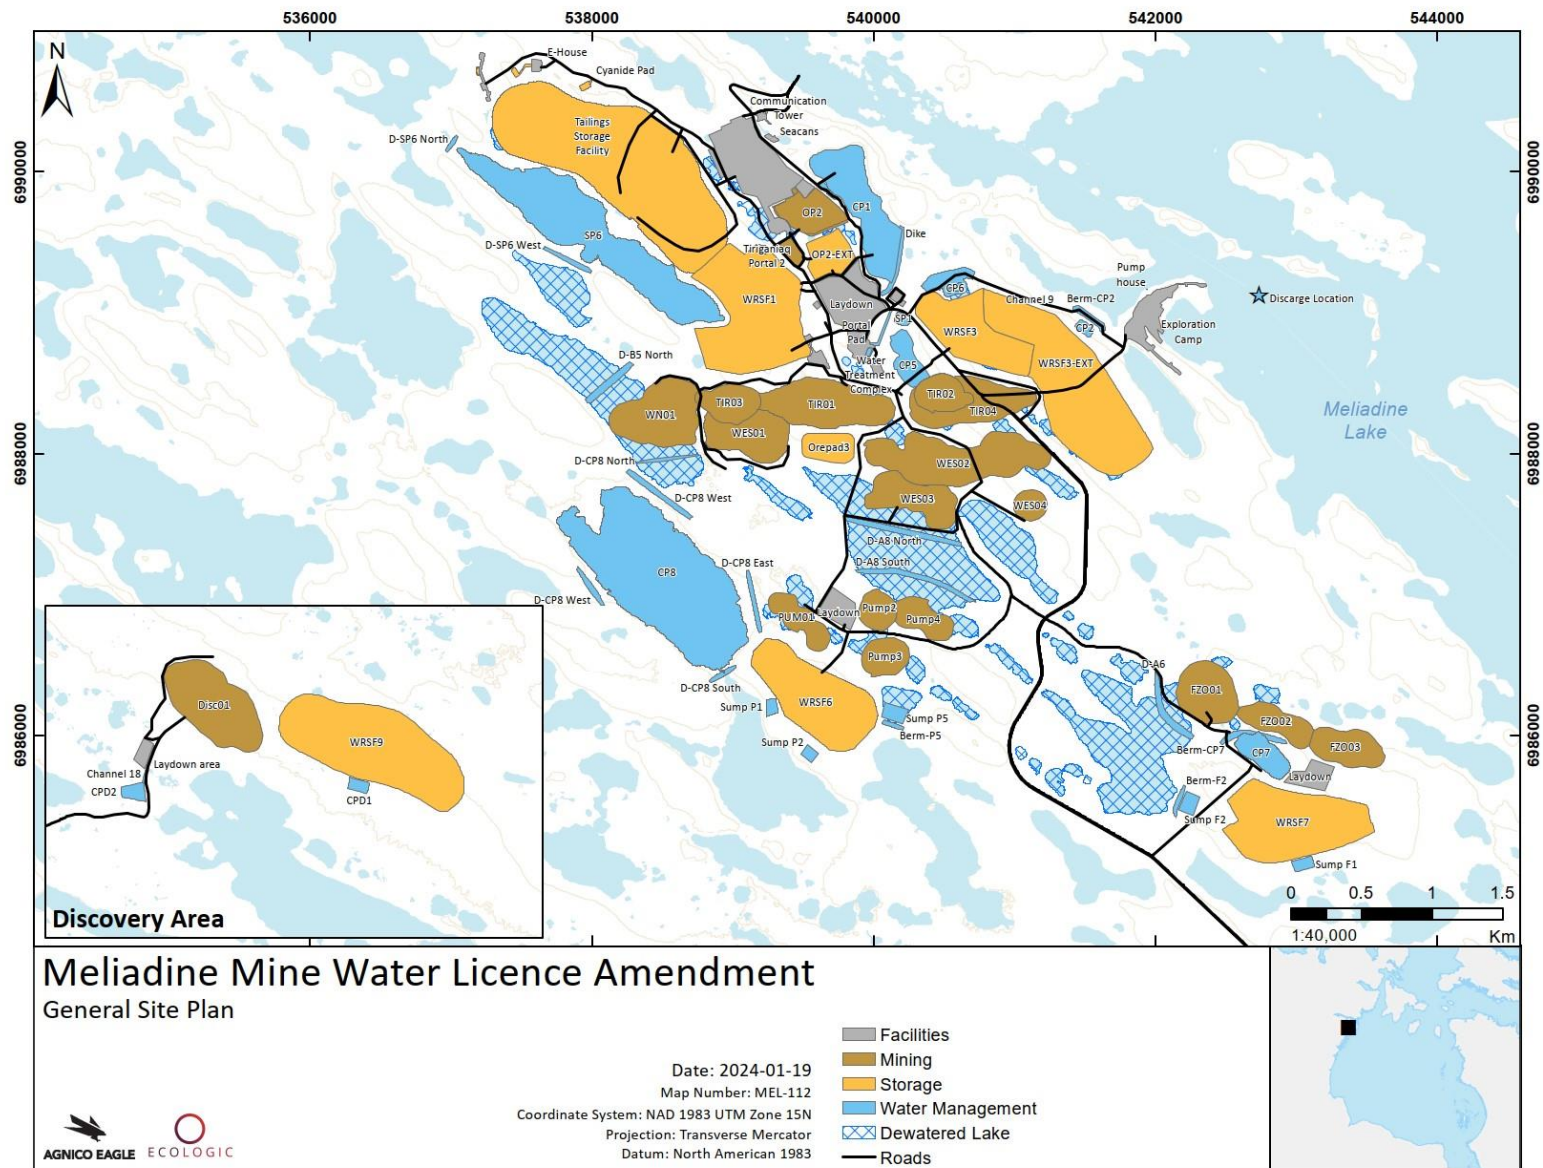 536000
538000
540000
542000
544000
N
6990000
6988000
6986000
6990000
6988000
6986000
E-House
Cyanide Pad
Communication
Tower
Seacans
Tailings
Storage
Facility
D-SP6 North
CP1
OP2
SP6
Dike
D-SP6 West
Tiriganiaq
Portal 2
OP2-EXT
Pump
house
CP6
Channel 9
Berm-CP2
Discarge Location
WRSF1
Laydown
SP1
Portal
Pad
WRSF3
CP2
Exploration
Camp
D-B5 North
Water
Treatment
Complex
CP5
WRSF3-EXT
TIR03
TIR01
TIR02
TIR04
Meliadine
Lake
WN01
WES01
Orepad3
D-CP8 North
WES02
D-CP8 West
WES03
WES04
D-A8 North
D-CP8 East
D-A8 South
CP8
D-CP8 West
PUM01
Laydown
Pump2
Pump4
Pump3
D-A6
D-CP8 South
FZO01
Sump P1
WRSF6
Sump P5
Berm-P5
FZO02
Sump P2
Berm-CP7
CP7
FZO03
Laydown
Berm-F2
Sump F2
WRSF7
Sump F1
Disc01
WRSF9
Laydown area
Channel 18
CPD2
CPD1
Discovery Area
0 0.5 1 1.5
1:40,000 Km
Meliadine Mine Water Licence Amendment
General Site Plan
Date: 2024-01-19
Map Number: MEL-112
Coordinate System: NAD 1983 UTM Zone 15N
Projection: Transverse Mercator
Datum: North American 1983
AGNICO EAGLE
ECOLOGIC
Facilities
Mining
Storage
Water Management
Dewatered Lake
Roads